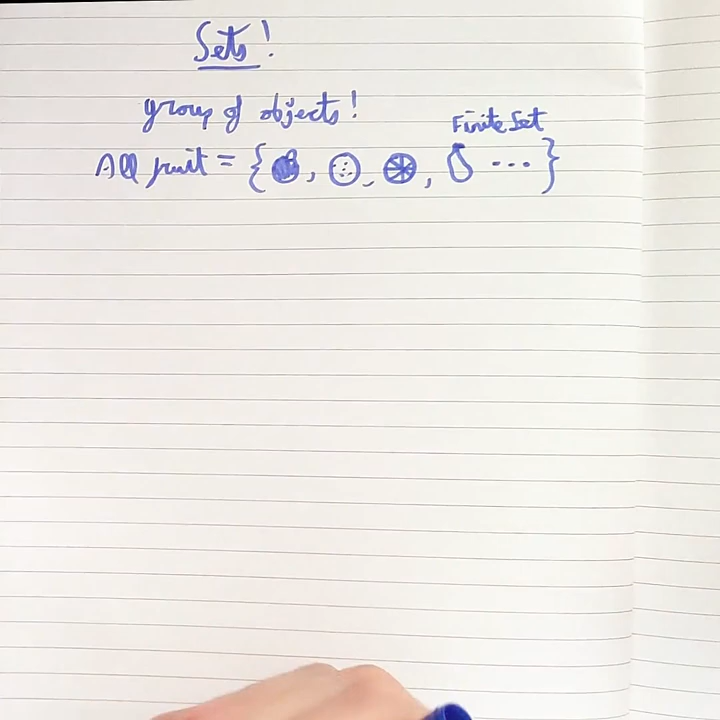 Sets!
group of objects!
Finite Set
All fruit = { , , , ... }